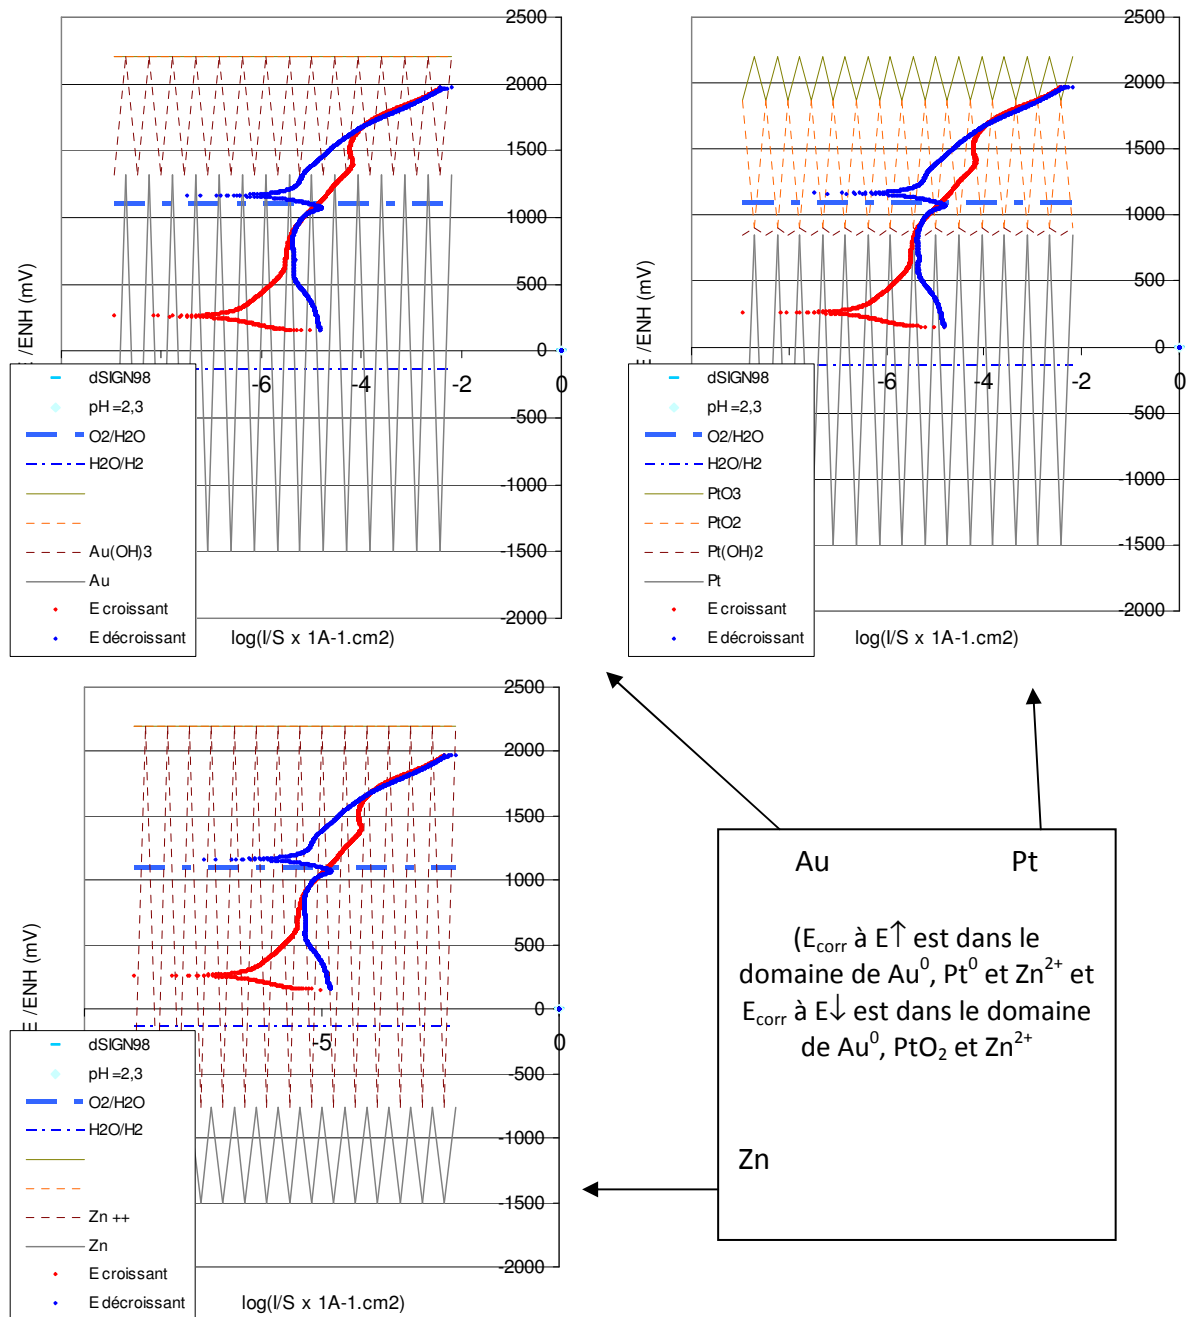 2500
2000
1500
1000
500
0
-500
-1000
-1500
-2000
-6
-4
-2
0
/ENH (mV)
dSIGN98
pH =2,3
O2/H2O
H2O/H2
Au(OH)3
Au
E croissant
E décroissant
log(I/S x 1A-1.cm2)
2500
2000
1500
1000
500
0
-500
-1000
-1500
-2000
-6
-4
-2
0
/ENH (mV)
dSIGN98
pH =2,3
O2/H2O
H2O/H2
PtO3
PtO2
Pt(OH)2
Pt
E croissant
E décroissant
log(I/S x 1A-1.cm2)
2500
2000
1500
1000
500
0
-500
-1000
-1500
-2000
-5
0
/ENH (mV)
dSIGN98
pH =2,3
O2/H2O
H2O/H2
Zn ++
Zn
E croissant
E décroissant
log(I/S x 1A-1.cm2)
Au Pt
(Ecorr à E↑ est dans le
domaine de Au⁰, Pt⁰ et Zn²⁺ et
Ecorr à E↓ est dans le domaine
de Au⁰, PtO₂ et Zn²⁺
Zn